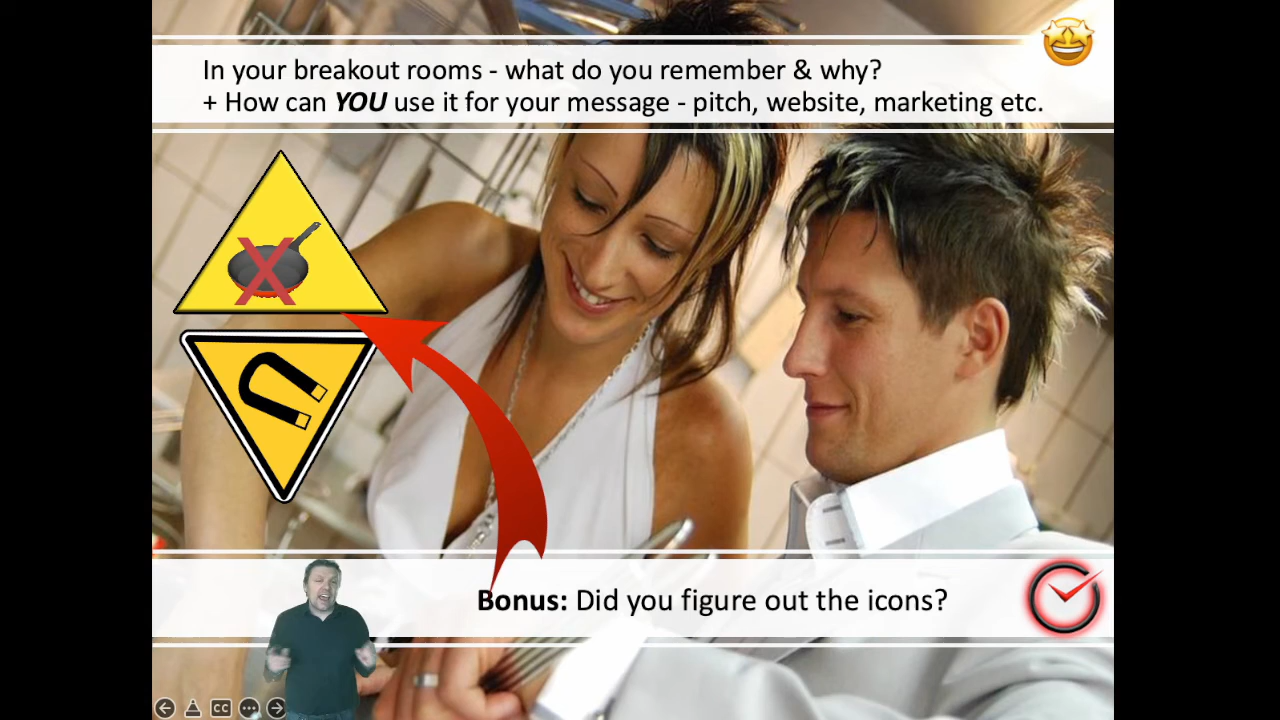 In your breakout rooms - what do you remember & why?
+ How can YOU use it for your message - pitch, website, marketing etc.
Bonus: Did you figure out the icons?
CC